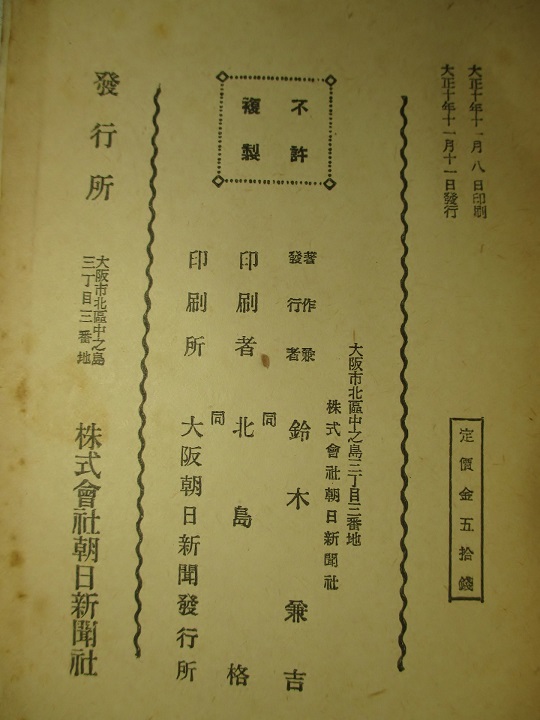 大正十年十一月八日印刷
大正十年十一月十一日發行
定價金五拾錢
不許
複製
大阪市北區中之島三丁目三番地
株式會社朝日新聞社
著作兼
發行者
鈴木兼吉
同
印刷者 北島格
同
印刷所 大阪朝日新聞發行所
發行所
大阪市北區中之島
三丁目三番地
株式會社朝日新聞社